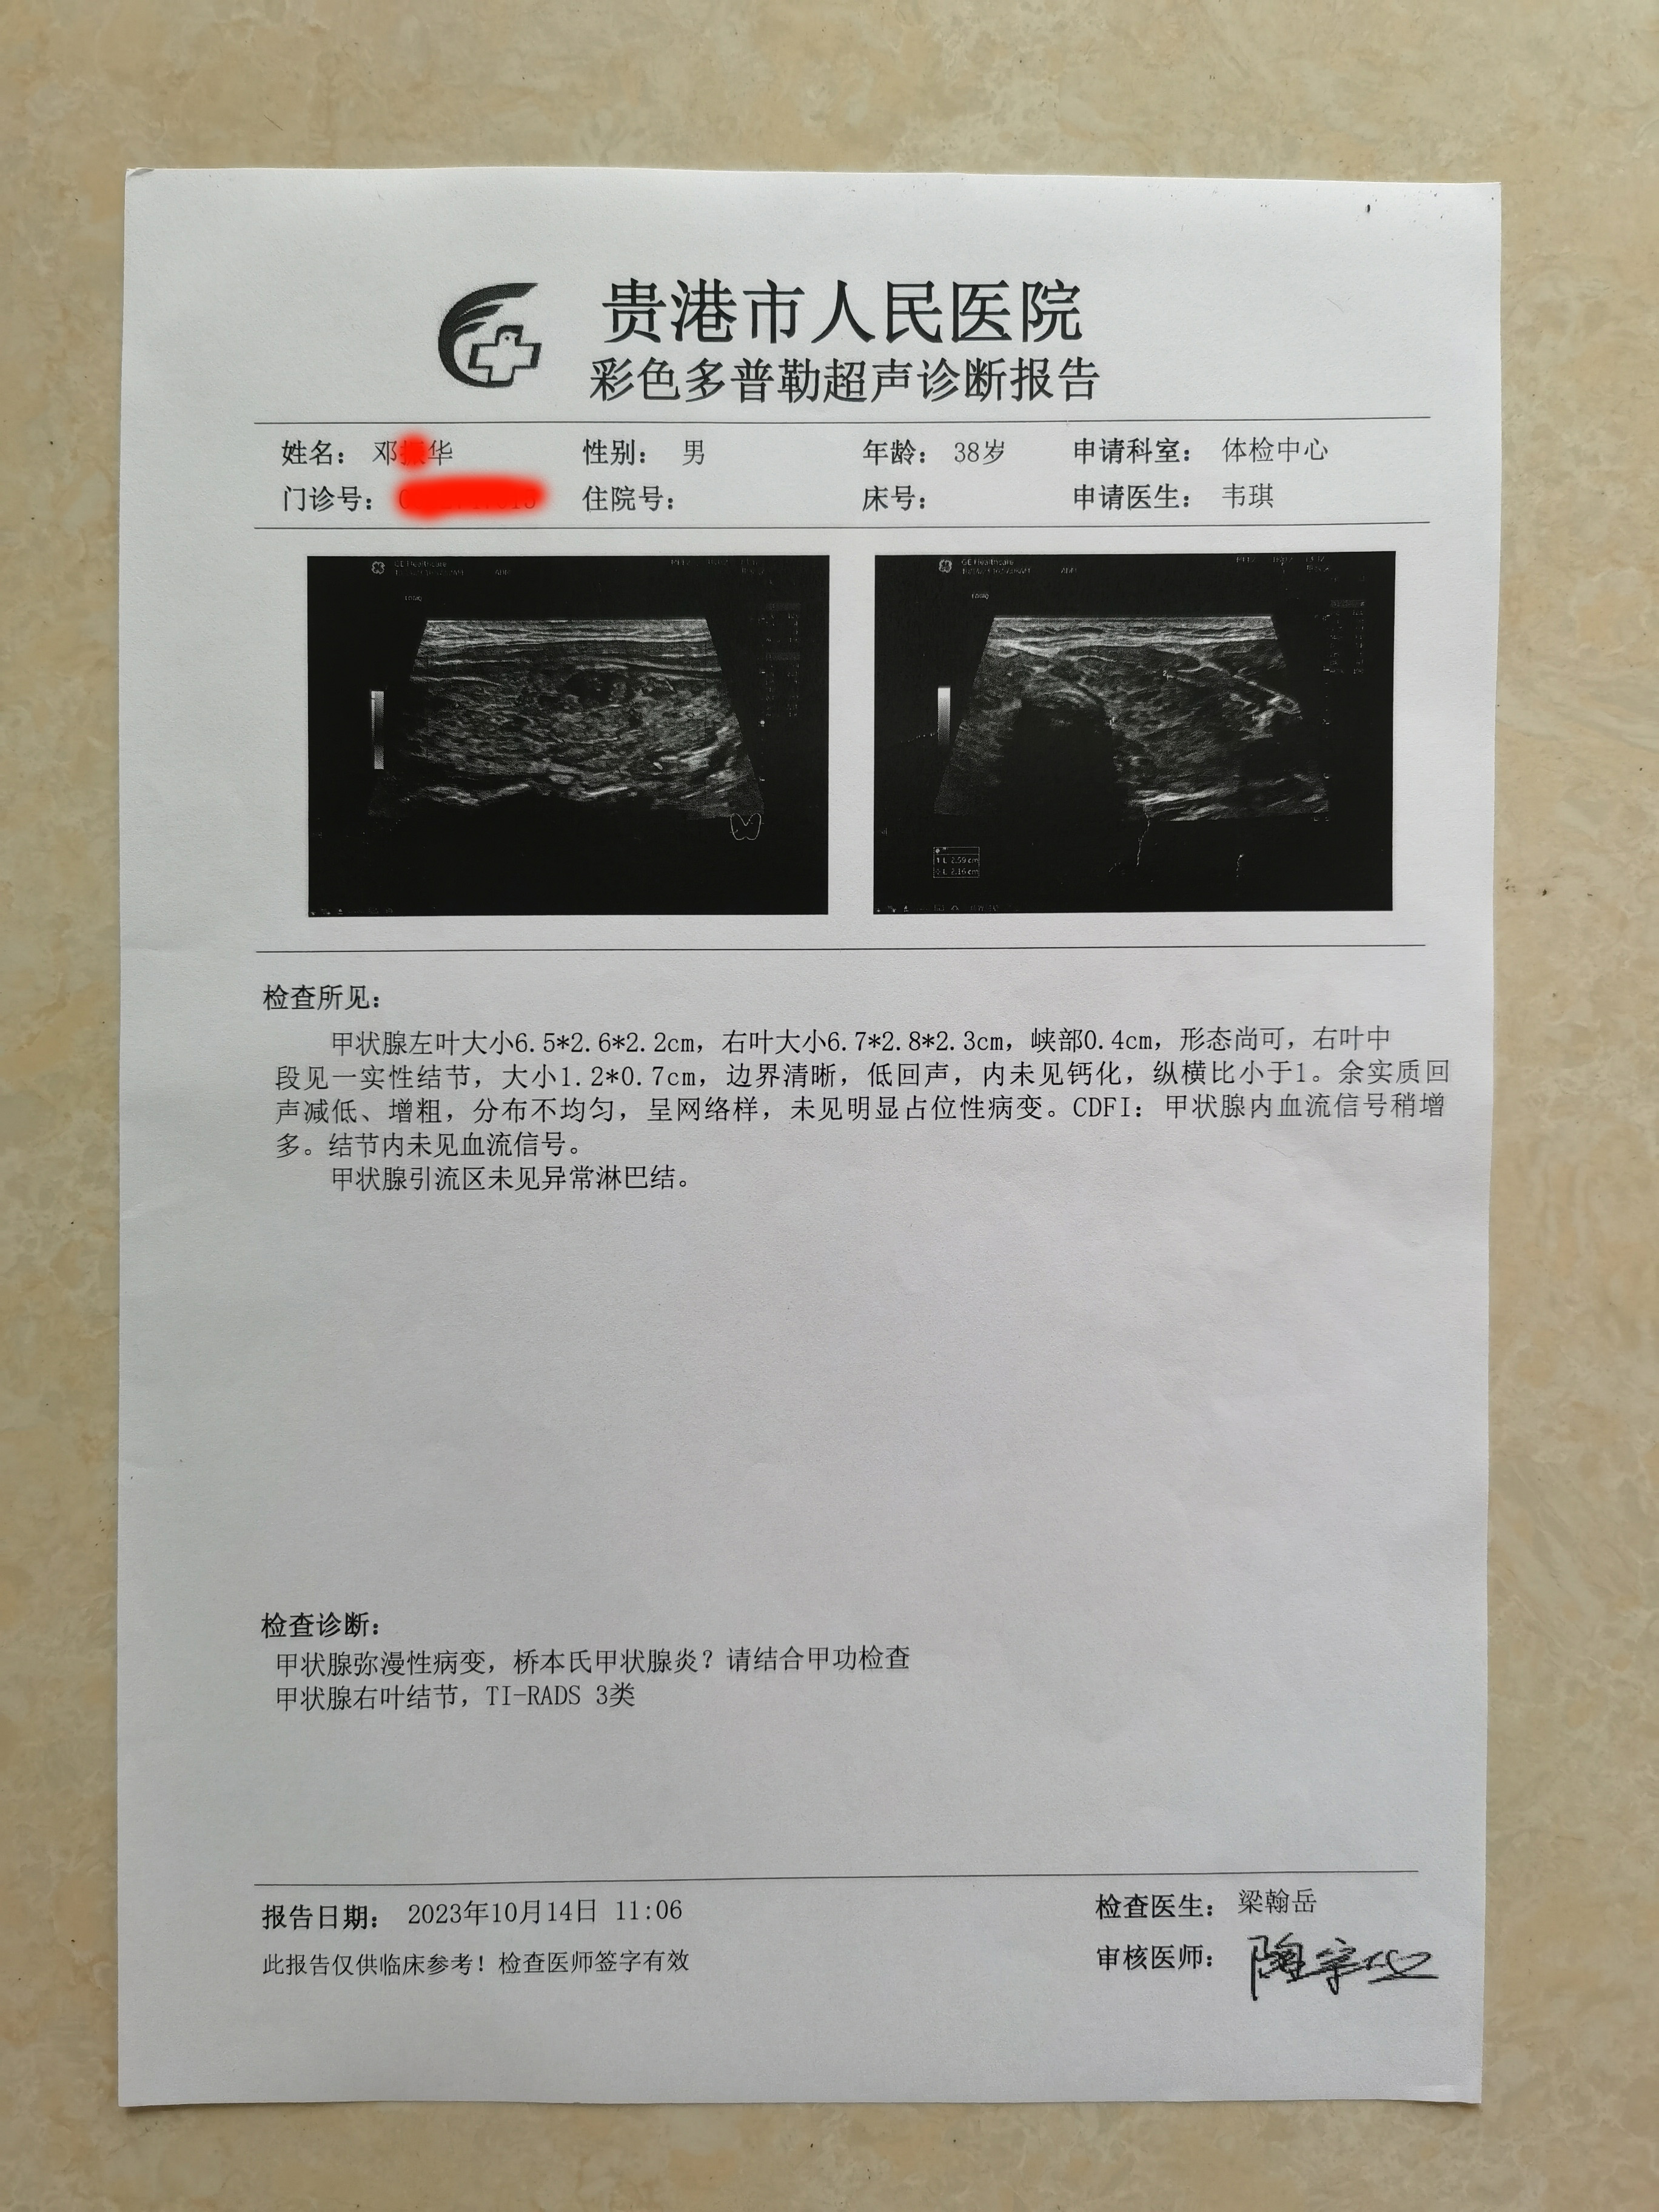 贵港市人民医院
彩色多普勒超声诊断报告
姓名： 邓 华 性别： 男 年龄： 38岁 申请科室： 体检中心
门诊号： 住院号： 床号： 申请医生： 韦琪
GE Healthcare
GE Healthcare
1 L 2.59 cm
2 L 2.16 cm
检查所见：
甲状腺左叶大小6.5*2.6*2.2cm，右叶大小6.7*2.8*2.3cm，峡部0.4cm，形态尚可，右叶中
段见一实性结节，大小1.2*0.7cm，边界清晰，低回声，内未见钙化，纵横比小于1。余实质回
声减低、增粗，分布不均匀，呈网络样，未见明显占位性病变。CDFI：甲状腺内血流信号稍增
多。结节内未见血流信号。
甲状腺引流区未见异常淋巴结。
检查诊断：
甲状腺弥漫性病变，桥本氏甲状腺炎？请结合甲功检查
甲状腺右叶结节，TI-RADS 3类
报告日期： 2023年10月14日 11:06 检查医生： 梁翰岳
此报告仅供临床参考！检查医师签字有效 审核医师：